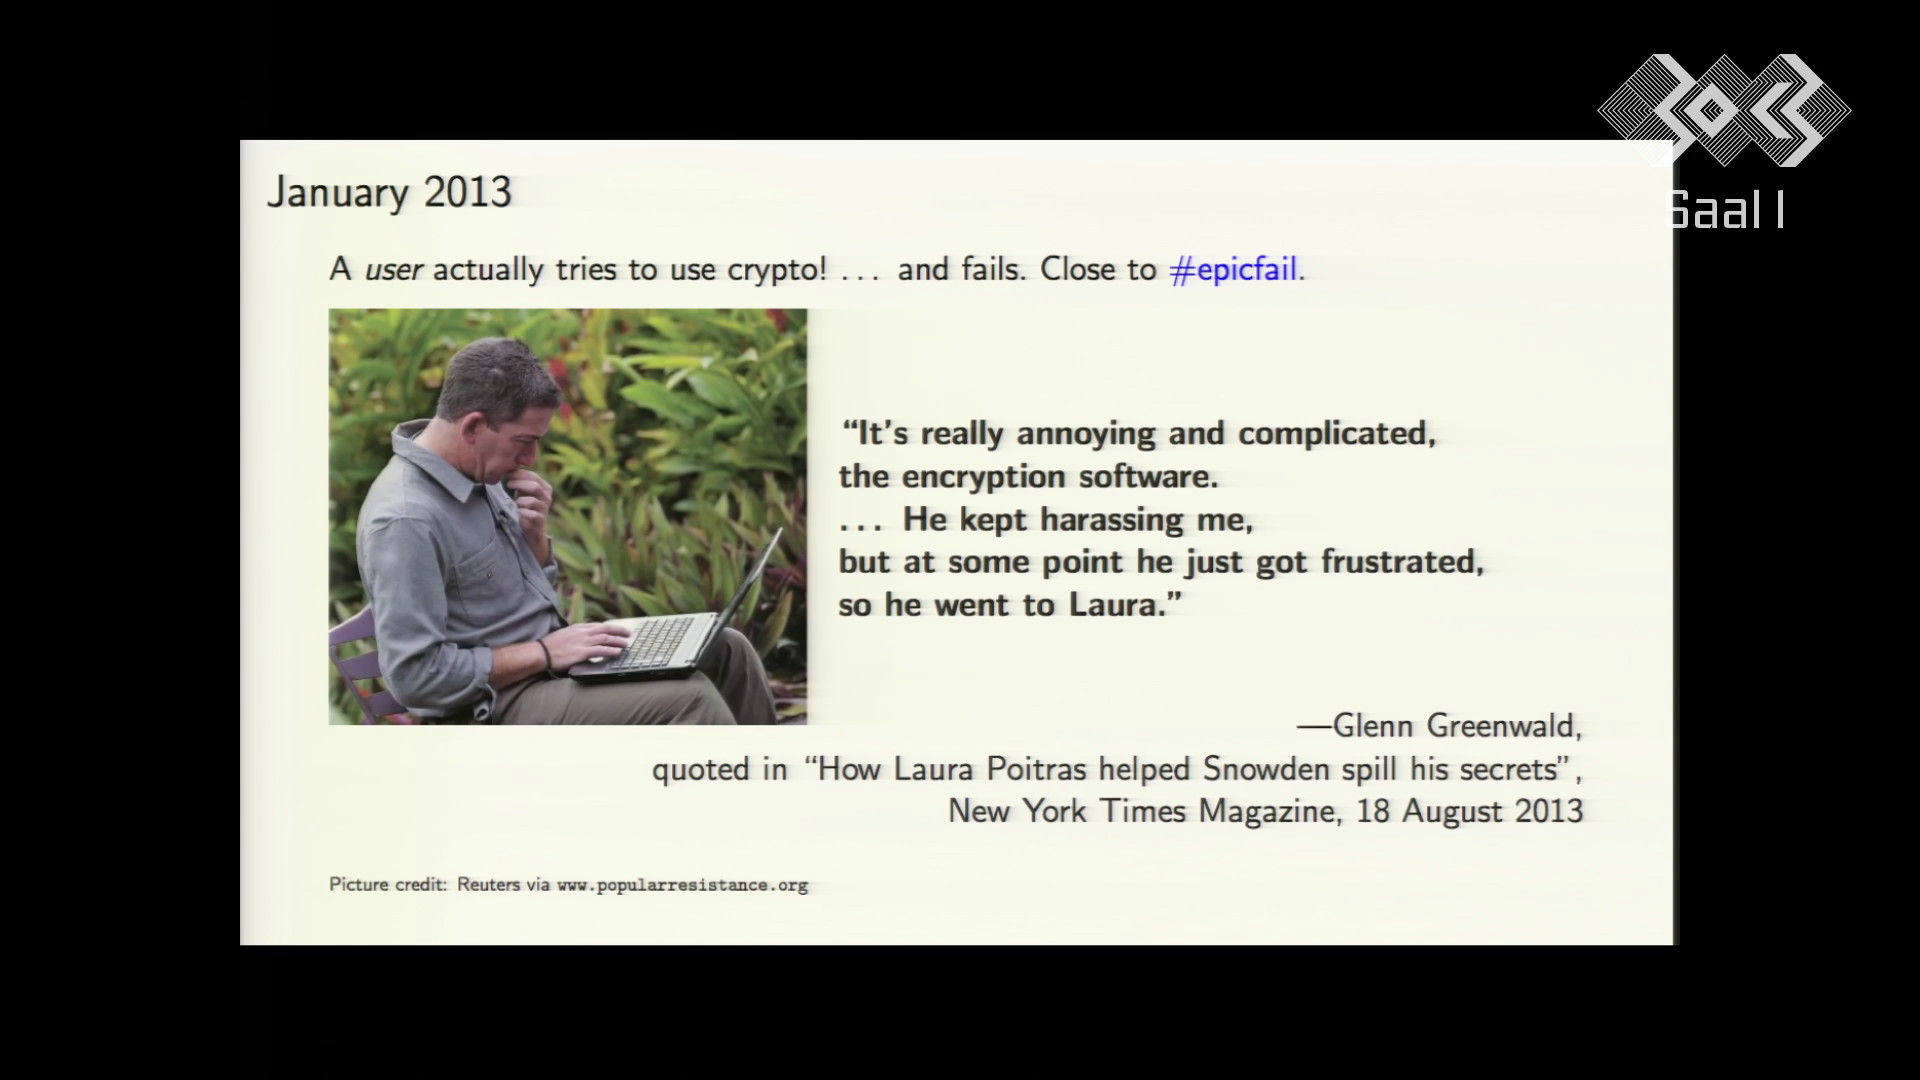 January 2013
Saal 1
A user actually tries to use crypto! ... and fails. Close to #epicfail.
“It's really annoying and complicated,
the encryption software.
... He kept harassing me,
but at some point he just got frustrated,
so he went to Laura.”
—Glenn Greenwald,
quoted in “How Laura Poitras helped Snowden spill his secrets”,
New York Times Magazine, 18 August 2013
Picture credit: Reuters via www.popularresistance.org